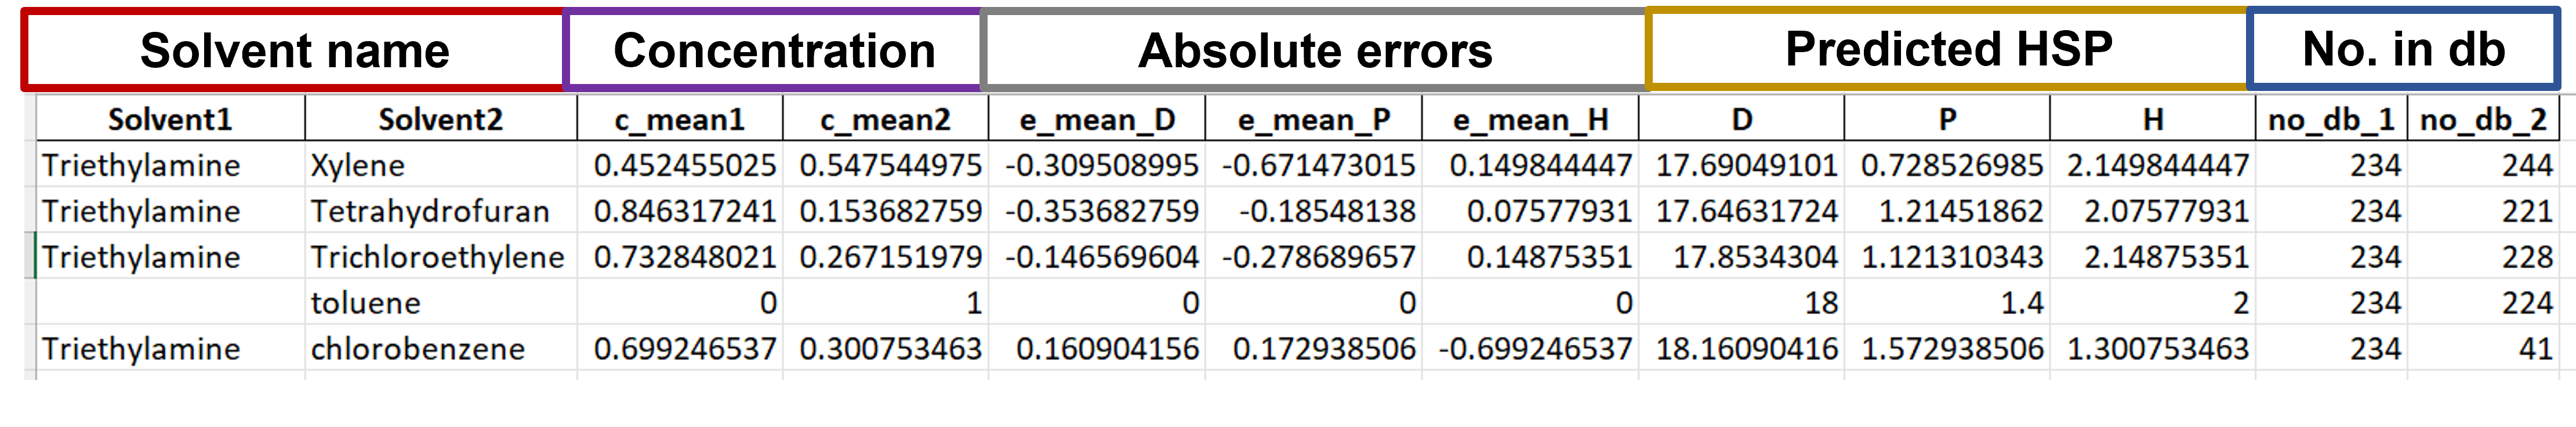 Solvent name Concentration Absolute errors Predicted HSP No. in db
Solvent1 Solvent2 c_mean1 c_mean2 e_mean_D e_mean_P e_mean_H D P H no_db_1 no_db_2
Triethylamine Xylene 0.452455025 0.547544975 -0.309508995 -0.671473015 0.149844447 17.69049101 0.728526985 2.149844447 234 244
Triethylamine Tetrahydrofuran 0.846317241 0.153682759 -0.353682759 -0.18548138 0.07577931 17.64631724 1.21451862 2.07577931 234 221
Triethylamine Trichloroethylene 0.732848021 0.267151979 -0.146569604 -0.278689657 0.14875351 17.8534304 1.121310343 2.14875351 234 228
toluene 0 1 0 0 0 18 1.4 2 234 224
Triethylamine chlorobenzene 0.699246537 0.300753463 0.160904156 0.172938506 -0.699246537 18.16090416 1.572938506 1.300753463 234 41